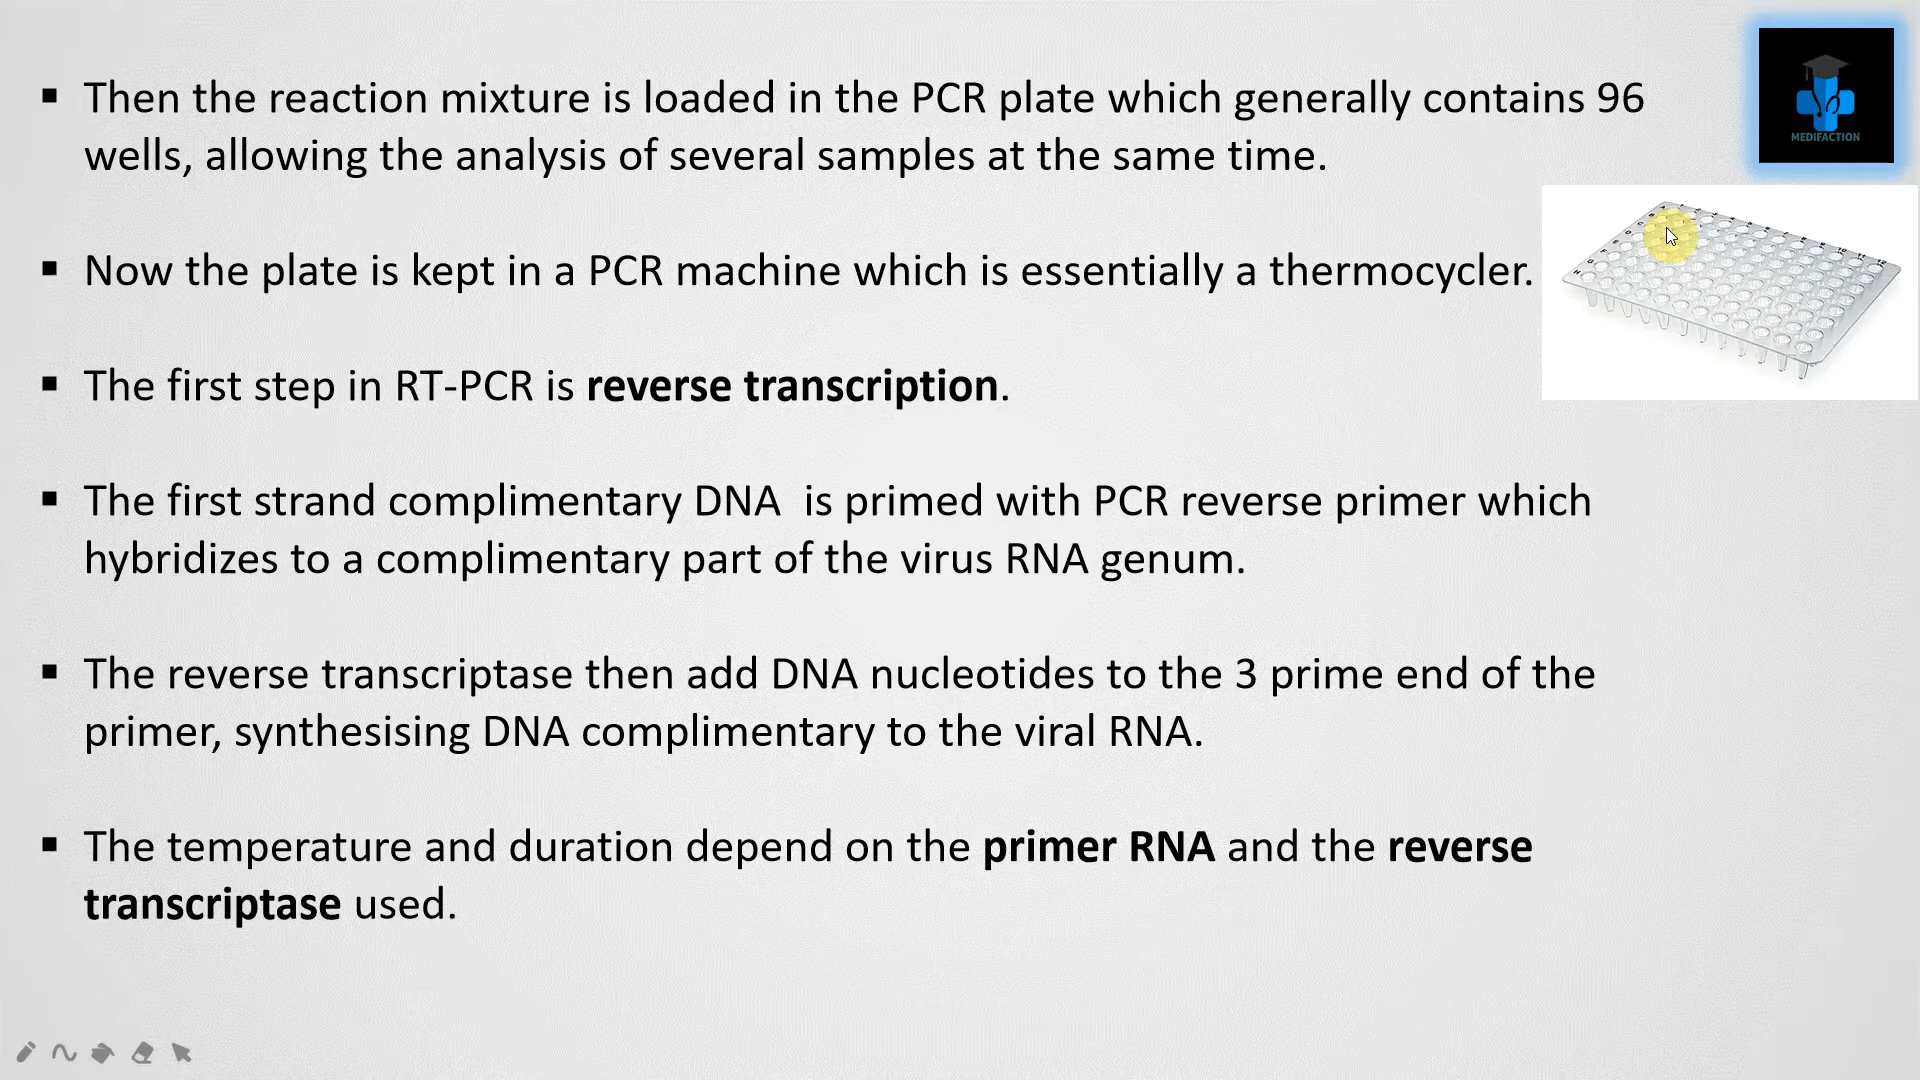 ▪ Then the reaction mixture is loaded in the PCR plate which generally contains 96
wells, allowing the analysis of several samples at the same time.
▪ Now the plate is kept in a PCR machine which is essentially a thermocycler.
▪ The first step in RT-PCR is reverse transcription.
▪ The first strand complimentary DNA  is primed with PCR reverse primer which
hybridizes to a complimentary part of the virus RNA genum.
▪ The reverse transcriptase then add DNA nucleotides to the 3 prime end of the
primer, synthesising DNA complimentary to the viral RNA.
▪ The temperature and duration depend on the primer RNA and the reverse
transcriptase used.
MEDIFACTION